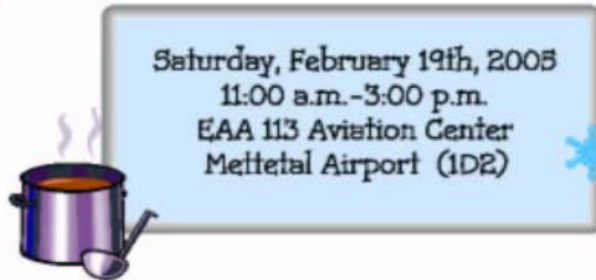 Saturday, February 19th, 2005
11:00 a.m.-3:00 p.m.
EAA 113 Aviation Center
Mettetal Airport (1D2)